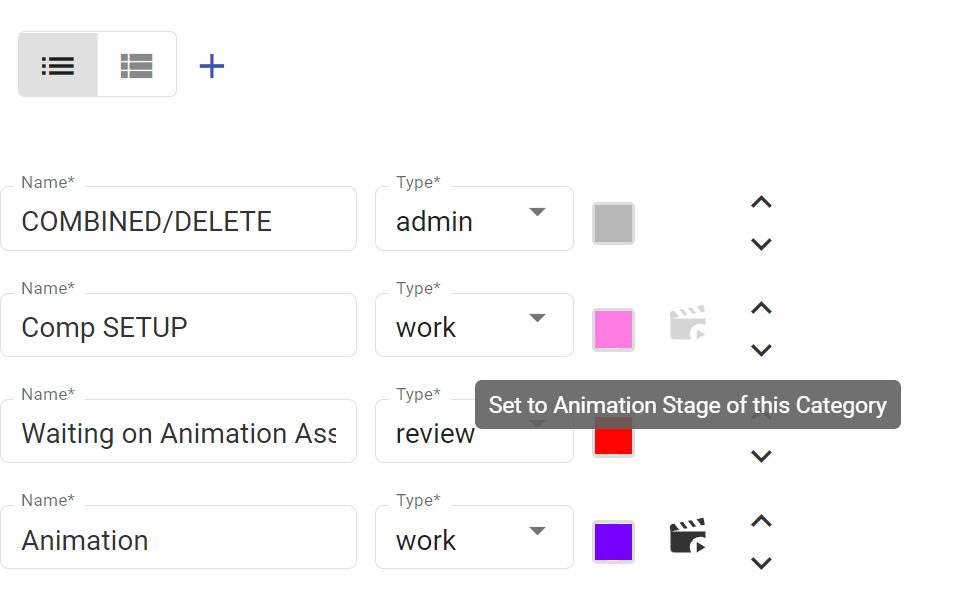 Name*
Type*
COMBINED/DELETE
admin
Name*
Type*
Comp SETUP
work
Name*
Type*
Set to Animation Stage of this Category
Waiting on Animation
review
Name*
Type*
Animation
work